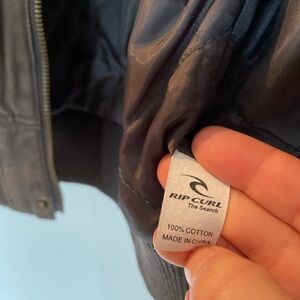 RIP CURL
The Search
100% COTTON
MADE IN CHINA